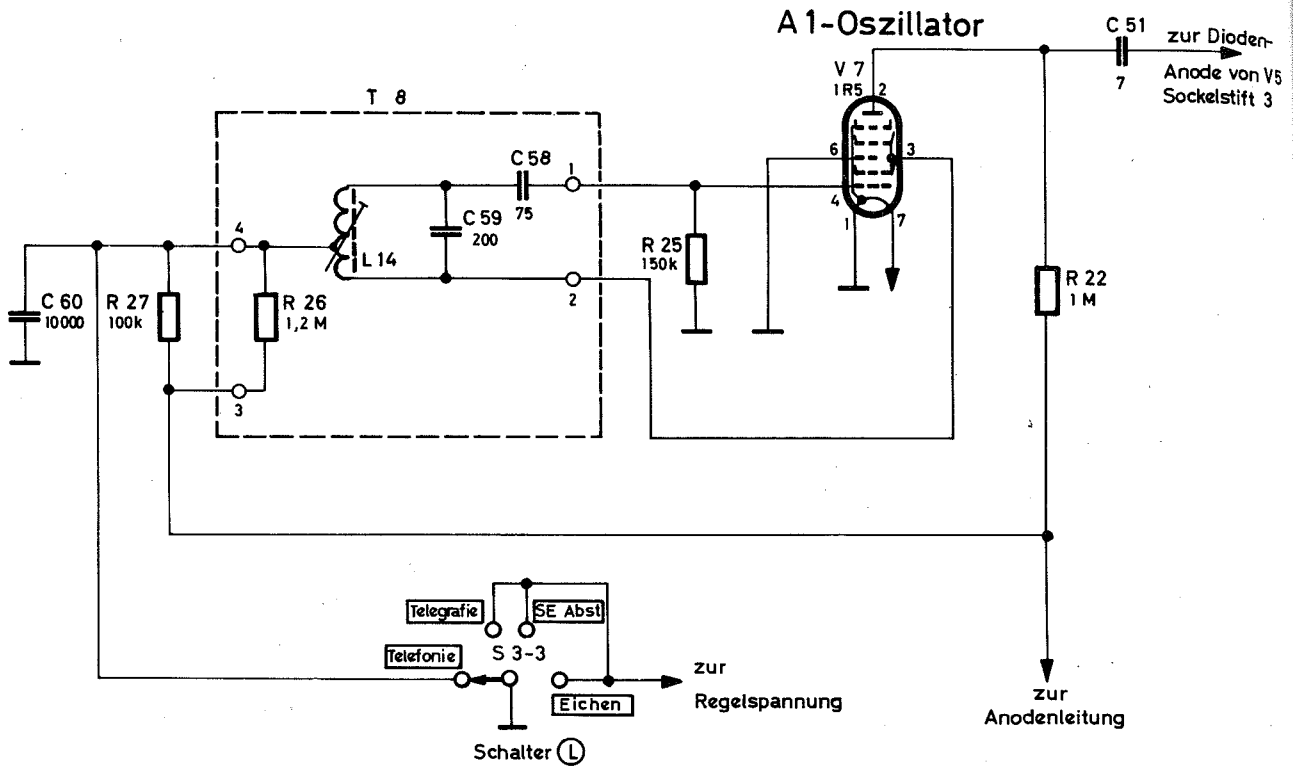 A1-Oszillator
C 51
7
zur Dioden-
Anode von V5
Sockelstift 3
V 7
1R5
2
6
3
4
1
7
T 8
C 58
75
1
C 59
200
L 14
4
R 25
150k
2
C 60
10000
R 27
100k
R 26
1,2 M
3
R 22
1 M
Telegrafie
SE Abst
S 3-3
Telefonie
Eichen
zur
Regelspannung
zur
Anodenleitung
Schalter L